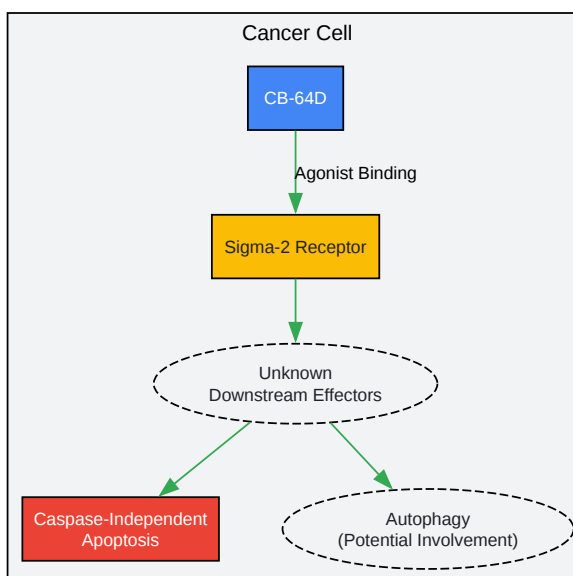 Cancer Cell
CB-64D
Agonist Binding
Sigma-2 Receptor
Unknown
Downstream Effectors
Caspase-Independent
Apoptosis
Autophagy
(Potential Involvement)